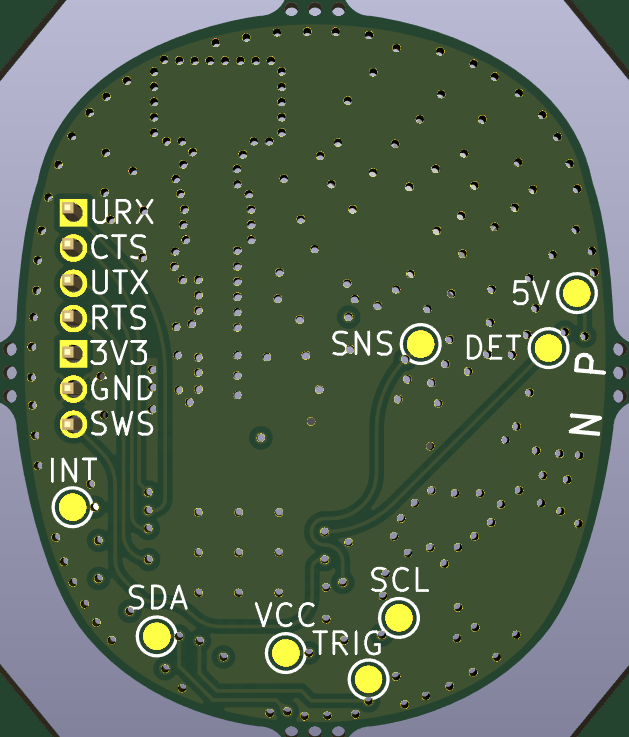 URX
CTS
UTX
RTS
3V3
GND
SWS
5V
SNS
DET
P
N
INT
SDA
VCC
SCL
TRIG